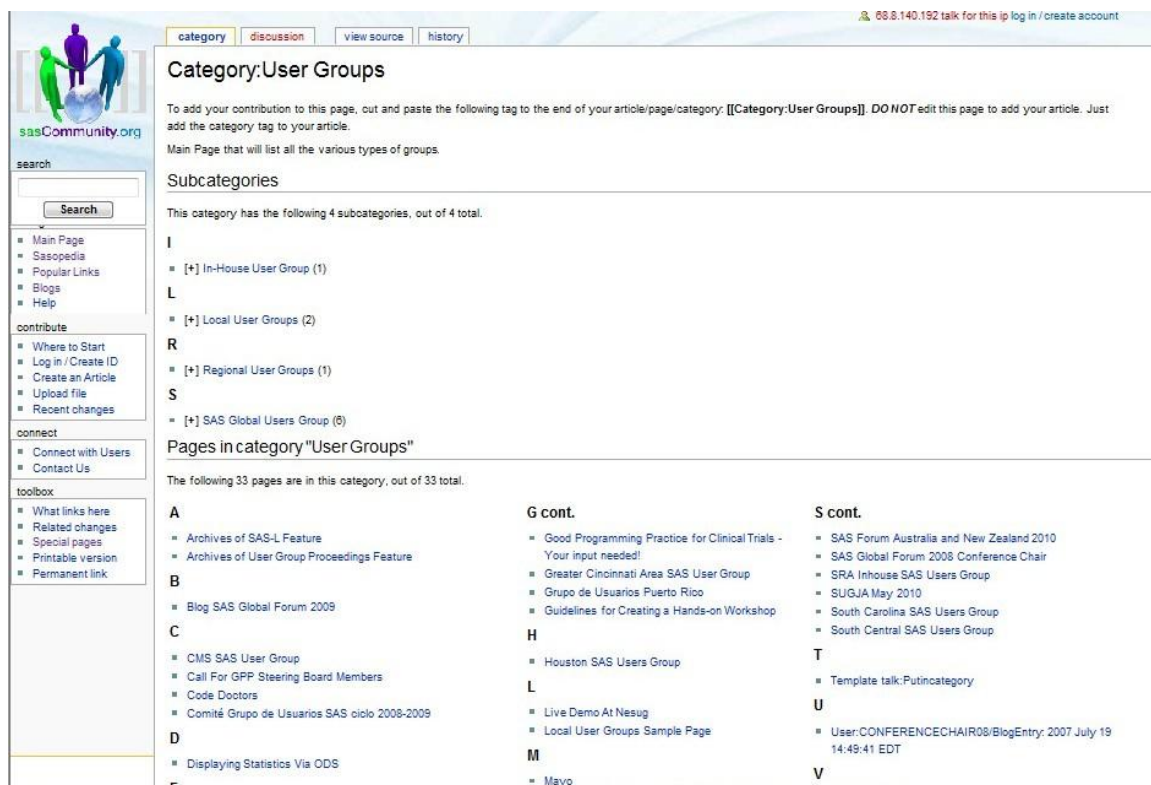 68.8.140.192 talk for this ip log in / create account
category discussion view source history
Category:User Groups
To add your contribution to this page, cut and paste the following tag to the end of your article/page/category: [[Category:User Groups]]. DO NOT edit this page to add your article. Just
add the category tag to your article.
Main Page that will list all the various types of groups.
Subcategories
This category has the following 4 subcategories, out of 4 total.
I
[+] In-House User Group (1)
L
[+] Local User Groups (2)
R
[+] Regional User Groups (1)
S
[+] SAS Global Users Group (6)
Pages in category "User Groups"
The following 33 pages are in this category, out of 33 total.
A
Archives of SAS-L Feature
Archives of User Group Proceedings Feature
B
Blog SAS Global Forum 2009
C
CMS SAS User Group
Call For GPP Steering Board Members
Code Doctors
Comité Grupo de Usuarios SAS ciclo 2008-2009
D
Displaying Statistics Via ODS
G cont.
Good Programming Practice for Clinical Trials -
Your input needed!
Greater Cincinnati Area SAS User Group
Grupo de Usuarios Puerto Rico
Guidelines for Creating a Hands-on Workshop
H
Houston SAS Users Group
L
Live Demo At Nesug
Local User Groups Sample Page
M
Mayo
S cont.
SAS Forum Australia and New Zealand 2010
SAS Global Forum 2008 Conference Chair
SRA Inhouse SAS Users Group
SUGJA May 2010
South Carolina SAS Users Group
South Central SAS Users Group
T
Template talk:Putincategory
U
User:CONFERENCECHAIR08/BlogEntry: 2007 July 19
14:49:41 EDT
V
sasCommunity.org
search
Search
Main Page
Sasopedia
Popular Links
Blogs
Help
contribute
Where to Start
Log in / Create ID
Create an Article
Upload file
Recent changes
connect
Connect with Users
Contact Us
toolbox
What links here
Related changes
Special pages
Printable version
Permanent link